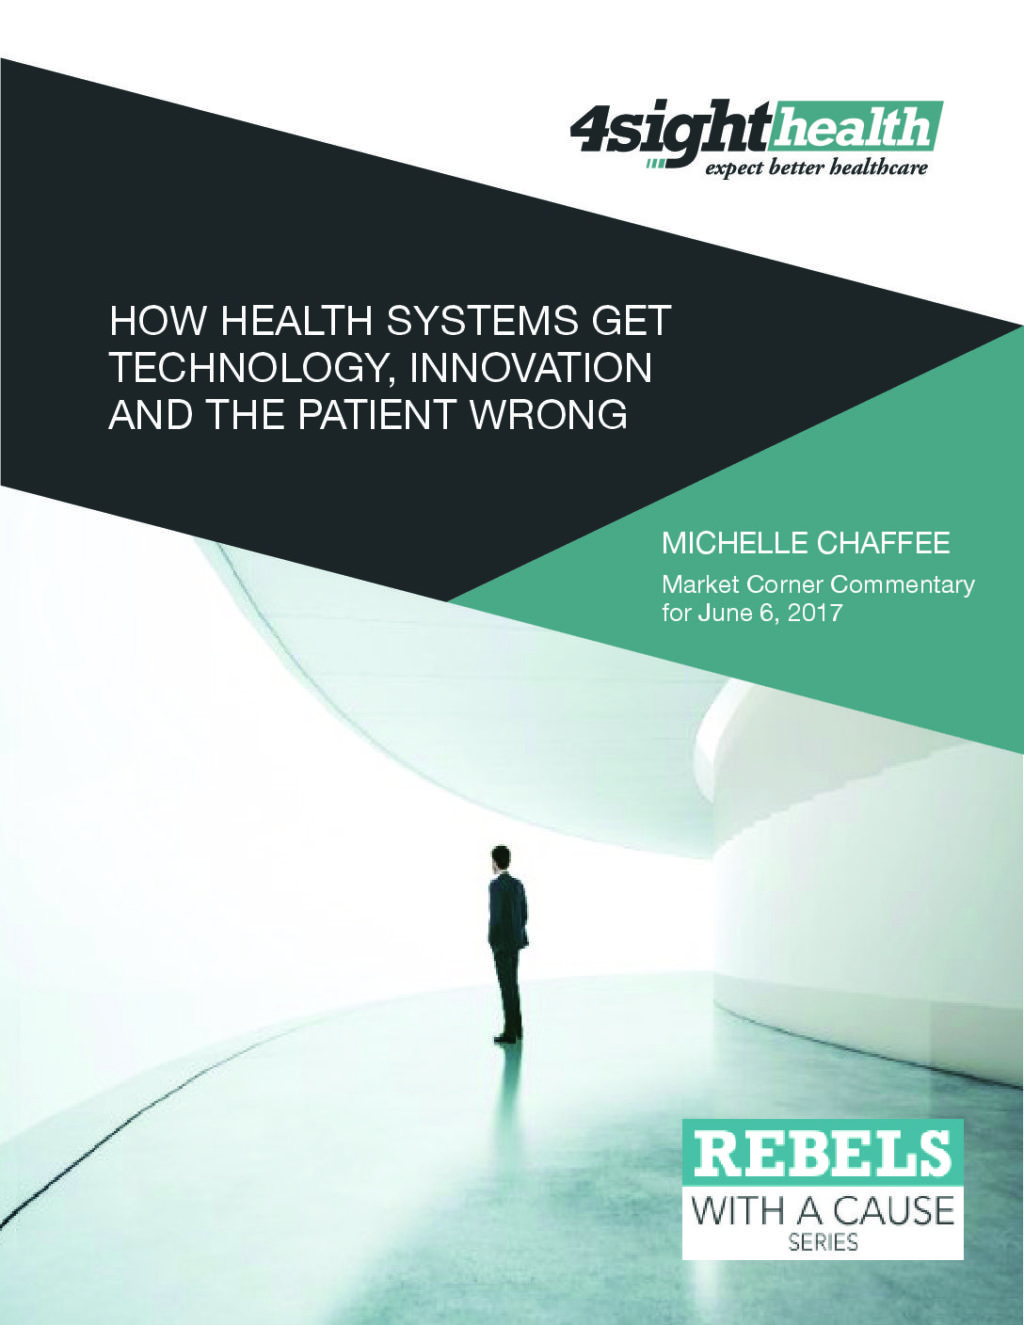 4sighthealth
expect better healthcare
HOW HEALTH SYSTEMS GET
TECHNOLOGY, INNOVATION
AND THE PATIENT WRONG
MICHELLE CHAFFEE
Market Corner Commentary
for June 6, 2017
REBELS
WITH A CAUSE
SERIES